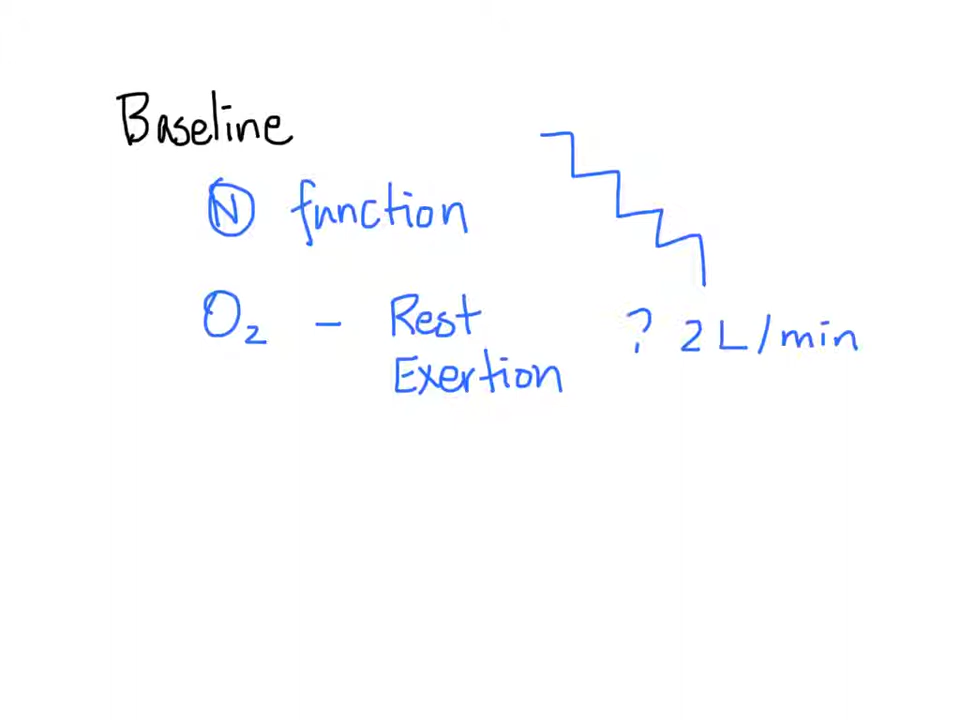 Baseline
Ⓝ function
O₂ - Rest ? 2 L/min
Exertion